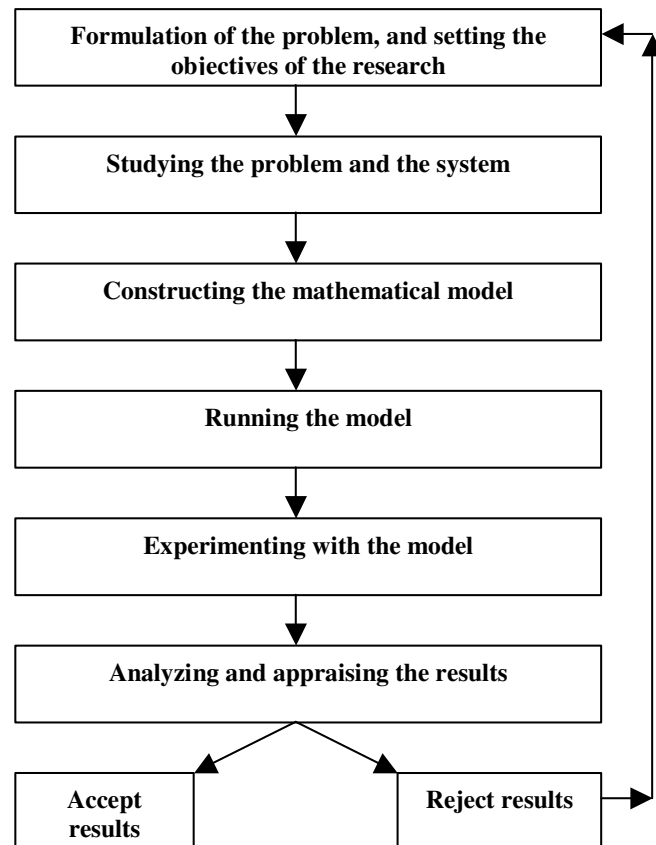 Formulation of the problem, and setting the
objectives of the research
Studying the problem and the system
Constructing the mathematical model
Running the model
Experimenting with the model
Analyzing and appraising the results
Accept
results
Reject results